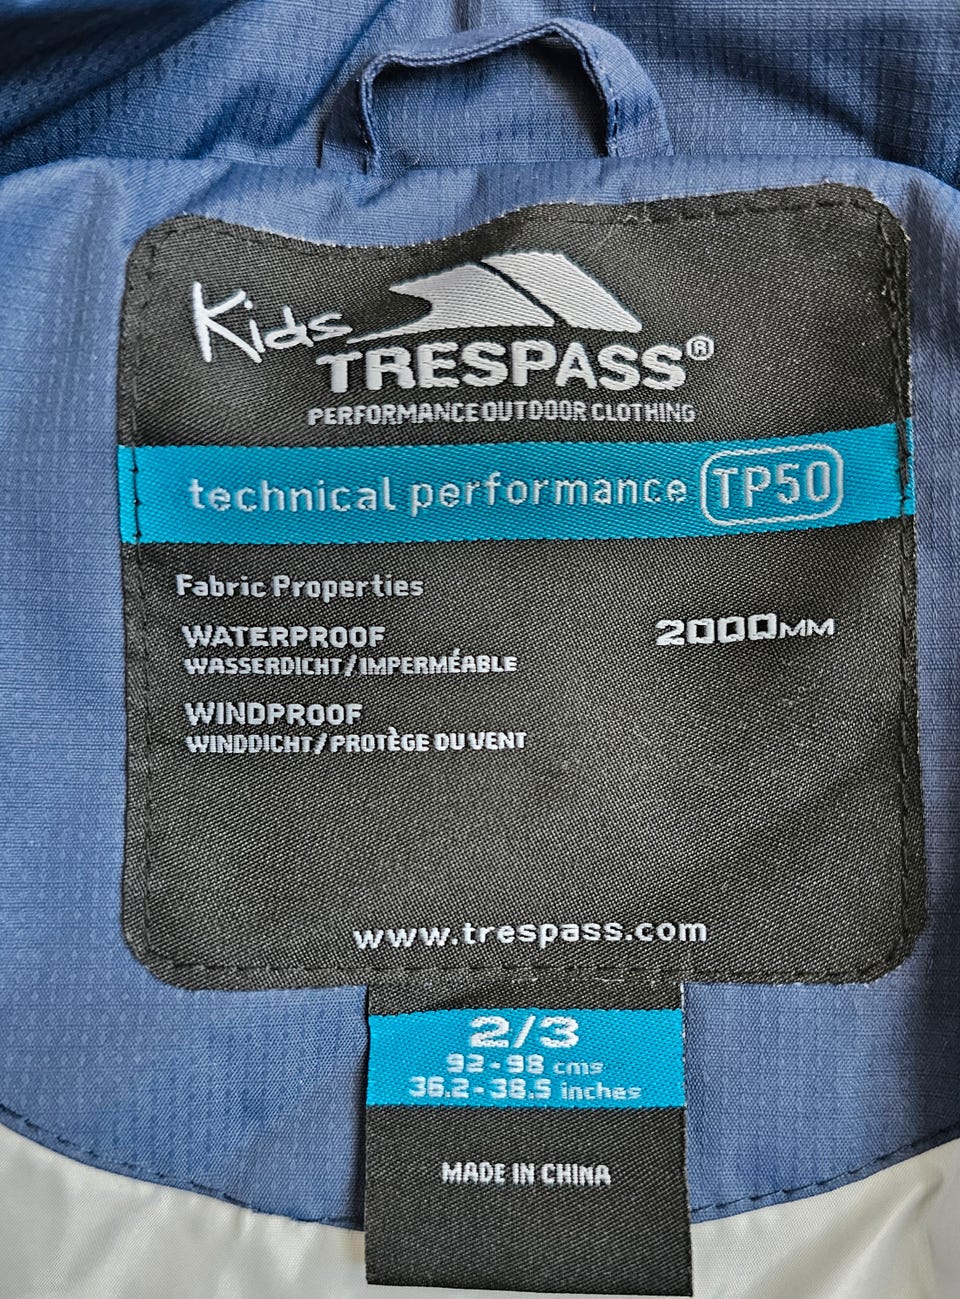 Kids
TRESPASS®
PERFORMANCE OUTDOOR CLOTHING
technical performance TP50
Fabric Properties
WATERPROOF 2000MM
WASSERDICHT/IMPERMÉABLE
WINDPROOF
WINDDICHT/PROTÈGE DU VENT
www.trespass.com
2/3
92-98 cms
36.2-38.5 inches
MADE IN CHINA